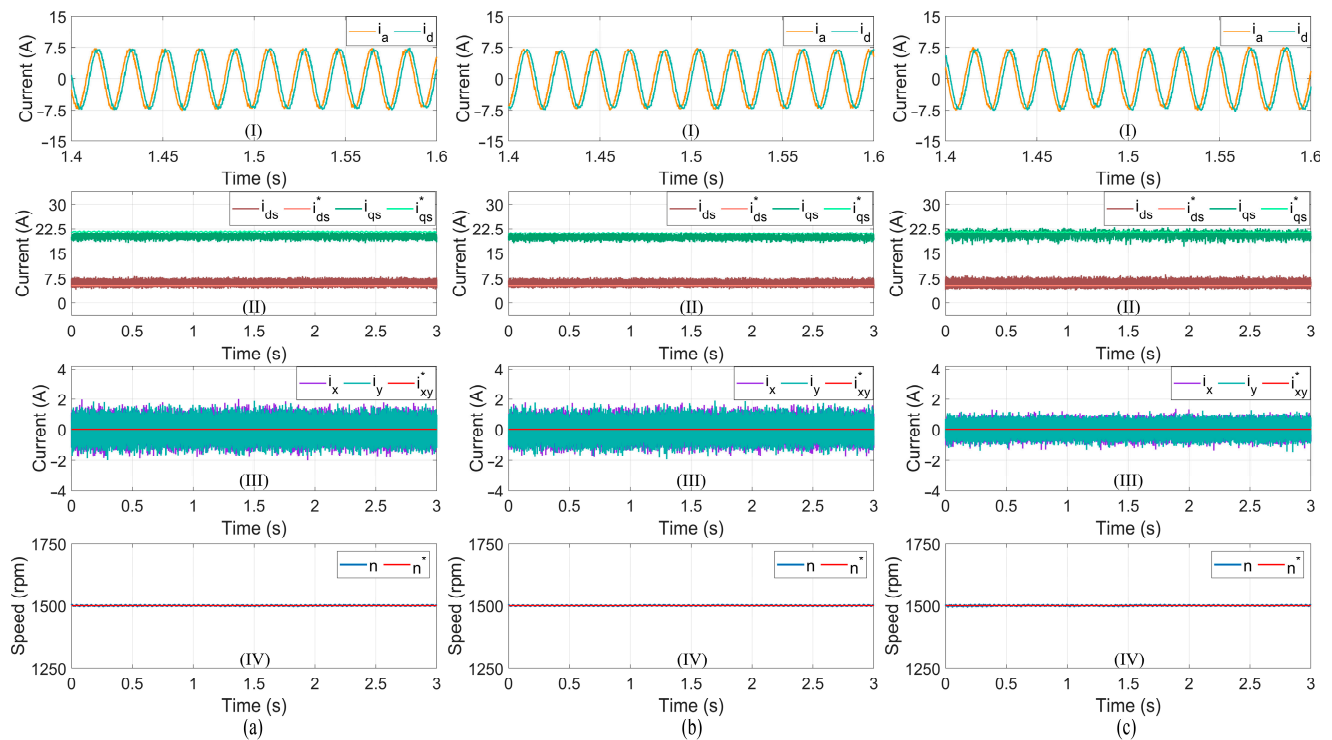 15
7.5
0
−7.5
−15
Current (A)
i_a i_d
(I)
1.4 1.45 1.5 1.55 1.6
Time (s)
30
22.5
15
7.5
0
Current (A)
i_ds i*_ds i_qs i*_qs
(II)
0 0.5 1 1.5 2 2.5 3
Time (s)
4
2
0
−2
−4
Current (A)
i_x i_y i*_xy
(III)
0 0.5 1 1.5 2 2.5 3
Time (s)
1750
1500
1250
Speed (rpm)
n n*
(IV)
0 0.5 1 1.5 2 2.5 3
Time (s)
(a)
15
7.5
0
−7.5
−15
Current (A)
i_a i_d
(I)
1.4 1.45 1.5 1.55 1.6
Time (s)
30
22.5
15
7.5
0
Current (A)
i_ds i*_ds i_qs i*_qs
(II)
0 0.5 1 1.5 2 2.5 3
Time (s)
4
2
0
−2
−4
Current (A)
i_x i_y i*_xy
(III)
0 0.5 1 1.5 2 2.5 3
Time (s)
1750
1500
1250
Speed (rpm)
n n*
(IV)
0 0.5 1 1.5 2 2.5 3
Time (s)
(b)
15
7.5
0
−7.5
−15
Current (A)
i_a i_d
(I)
1.4 1.45 1.5 1.55 1.6
Time (s)
30
22.5
15
7.5
0
Current (A)
i_ds i*_ds i_qs i*_qs
(II)
0 0.5 1 1.5 2 2.5 3
Time (s)
4
2
0
−2
−4
Current (A)
i_x i_y i*_xy
(III)
0 0.5 1 1.5 2 2.5 3
Time (s)
1750
1500
1250
Speed (rpm)
n n*
(IV)
0 0.5 1 1.5 2 2.5 3
Time (s)
(c)